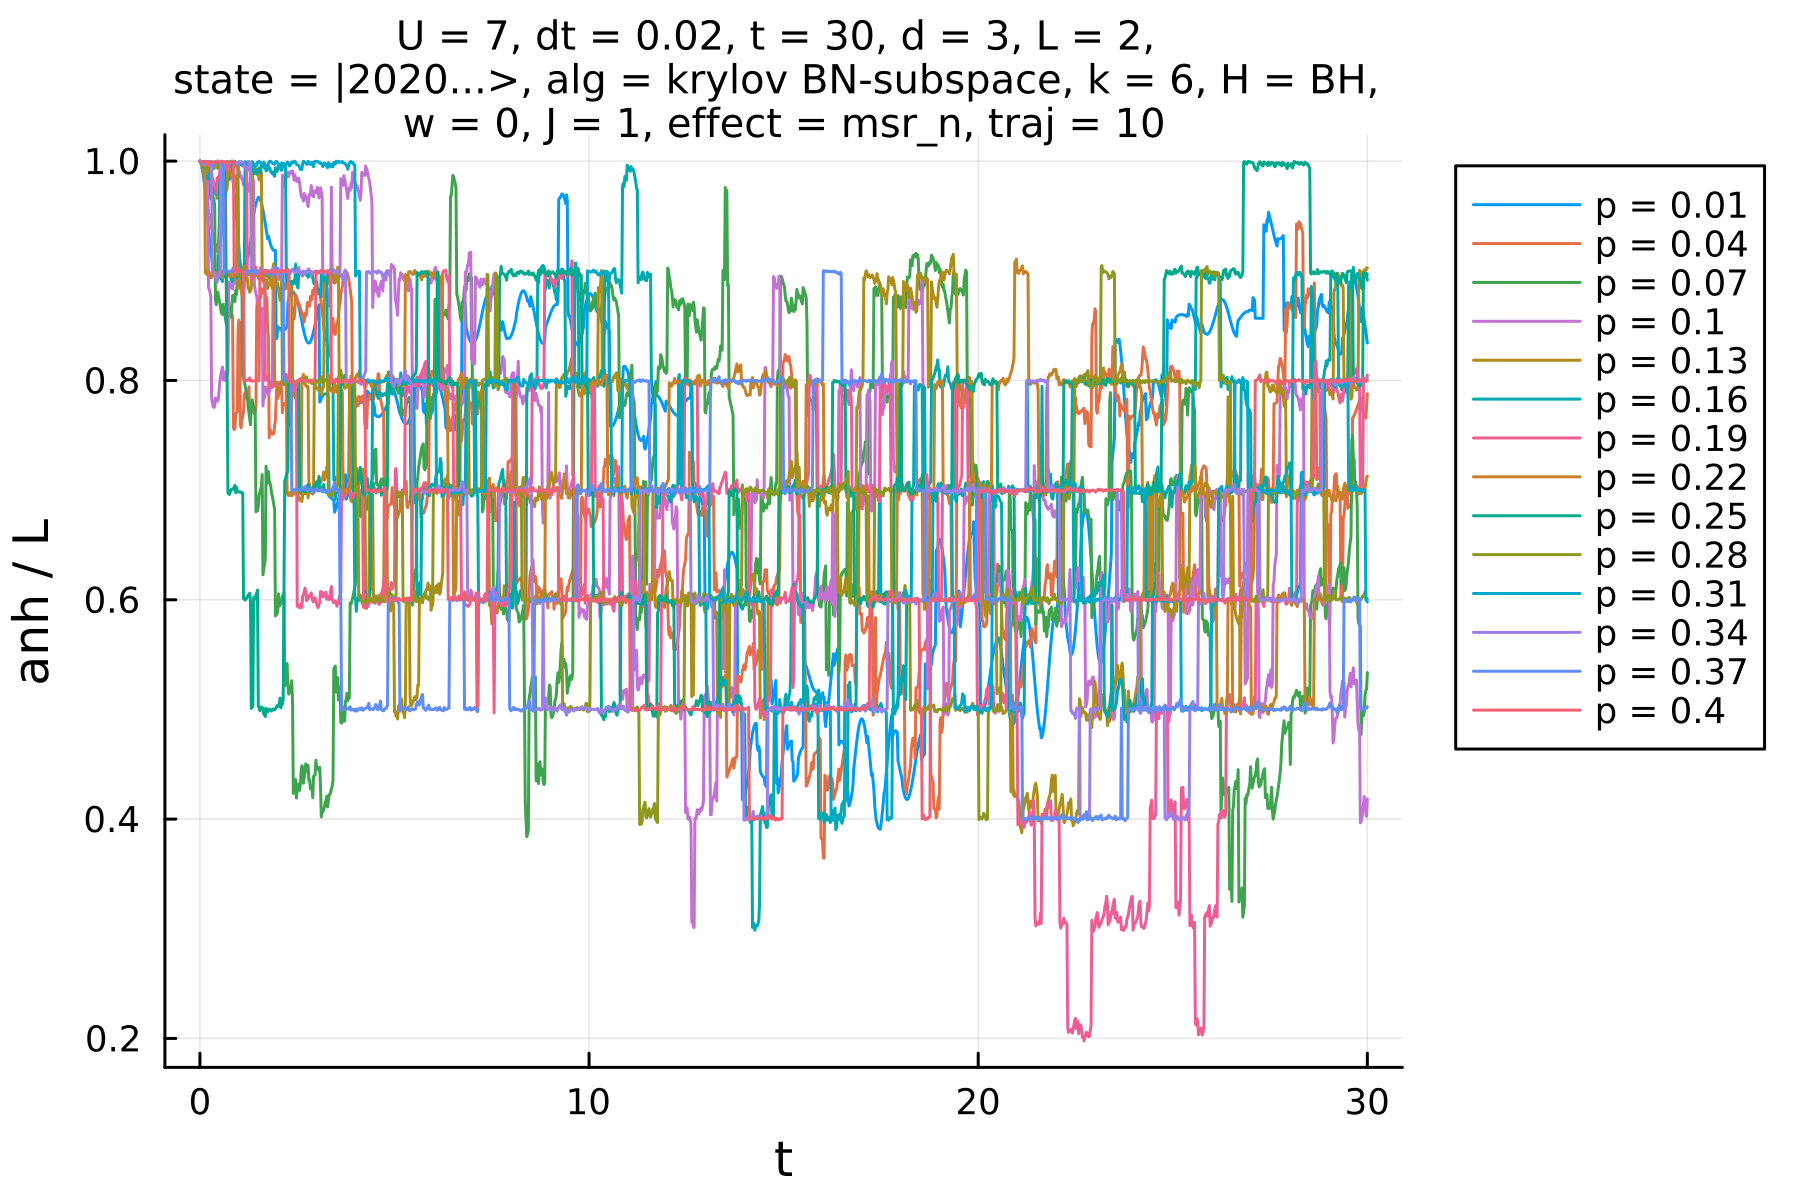 U = 7, dt = 0.02, t = 30, d = 3, L = 2,
state = |2020...>, alg = krylov BN-subspace, k = 6, H = BH,
w = 0, J = 1, effect = msr_n, traj = 10
1.0
0.8
0.6
0.4
0.2
anh / L
0
10
20
30
t
p = 0.01
p = 0.04
p = 0.07
p = 0.1
p = 0.13
p = 0.16
p = 0.19
p = 0.22
p = 0.25
p = 0.28
p = 0.31
p = 0.34
p = 0.37
p = 0.4